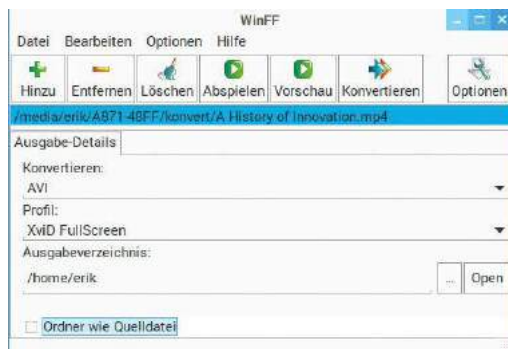 WinFF
Datei Bearbeiten Optionen Hilfe
Hinzu Entfernen Löschen Abspielen Vorschau Konvertieren Optionen
/media/erik/A871-48FF/konvert/A History of Innovation.mp4
Ausgabe-Details
Konvertieren:
AVI
Profil:
XviD FullScreen
Ausgabeverzeichnis:
/home/erik ... Open
Ordner wie Quelldatei